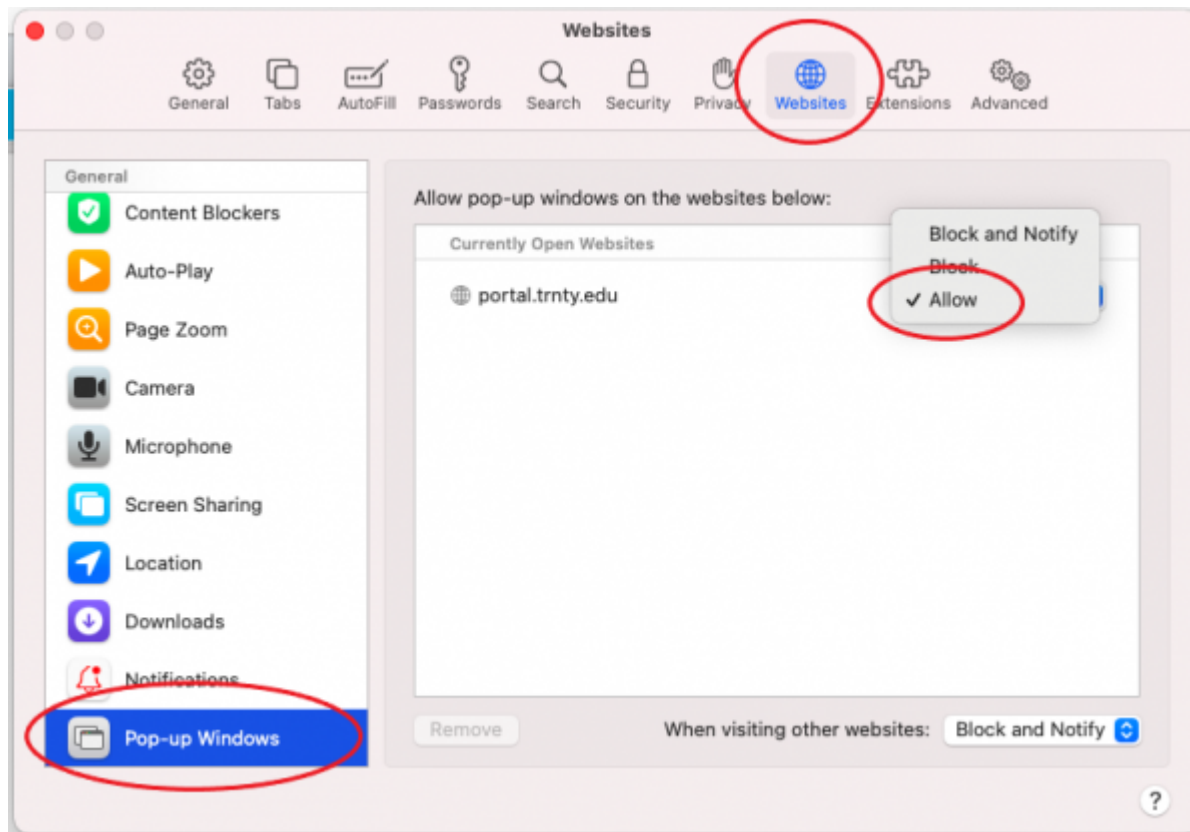 Websites
General Tabs AutoFill Passwords Search Security Privacy Websites Extensions Advanced
General
Content Blockers
Auto-Play
Page Zoom
Camera
Microphone
Screen Sharing
Location
Downloads
Notifications
Pop-up Windows
Allow pop-up windows on the websites below:
Currently Open Websites
portal.trnty.edu
Block and Notify
Block
Allow
Remove
When visiting other websites: Block and Notify
?